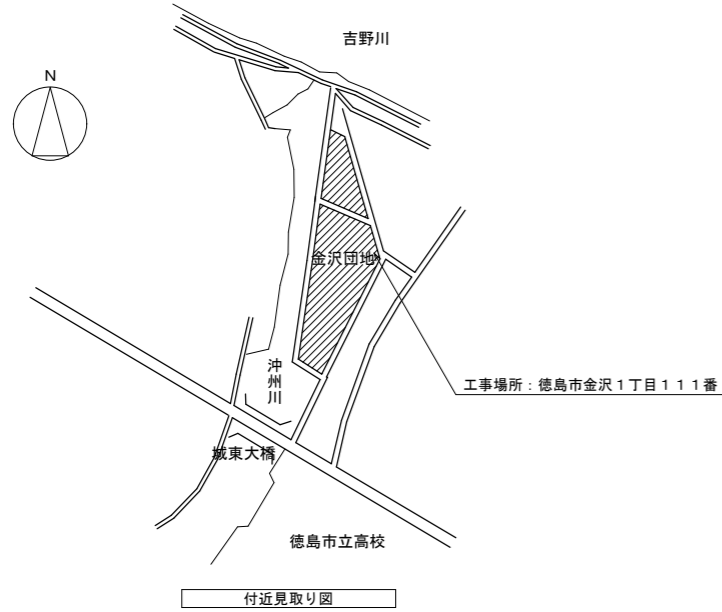 吉野川
N
金沢団地
沖州川
工事場所：徳島市金沢１丁目１１１番
城東大橋
徳島市立高校
付近見取り図